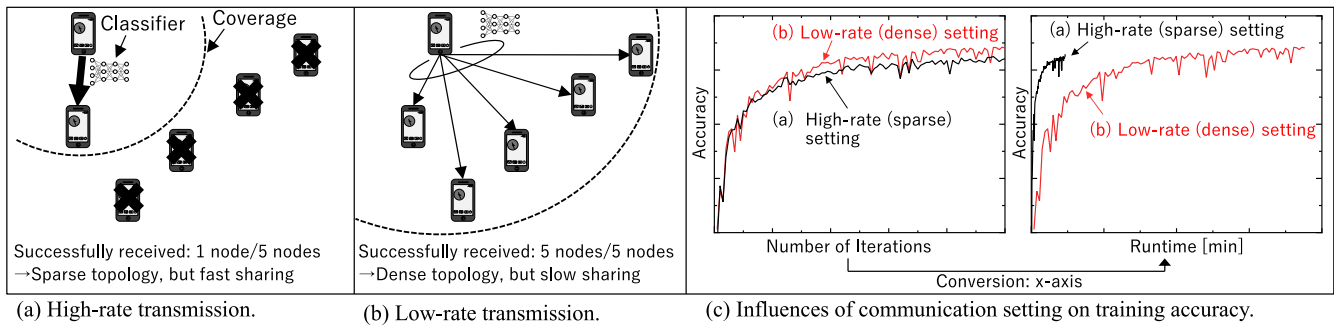 Classifier
Coverage
Successfully received: 1 node/5 nodes
→Sparse topology, but fast sharing
(a) High-rate transmission.
Successfully received: 5 nodes/5 nodes
→Dense topology, but slow sharing
(b) Low-rate transmission.
(b) Low-rate (dense) setting
(a) High-rate (sparse)
setting
Accuracy
Number of Iterations
(a) High-rate (sparse)
setting
(b) Low-rate (dense) setting
Accuracy
Runtime [min]
Conversion: x-axis
(c) Influences of communication setting on training accuracy.